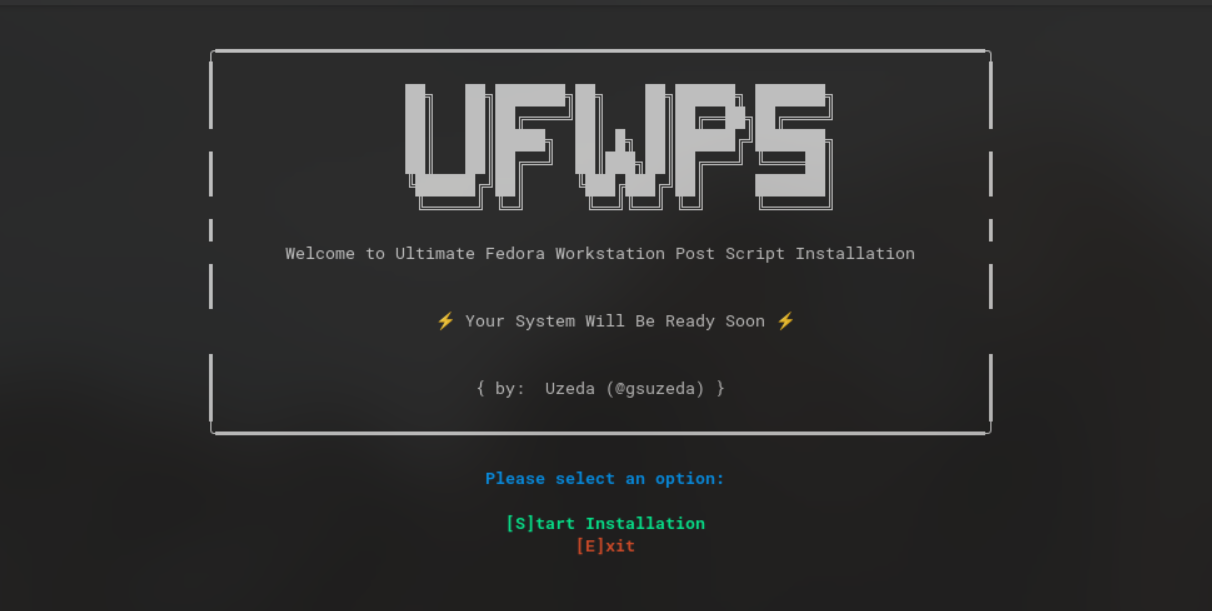 UFWPS
Welcome to Ultimate Fedora Workstation Post Script Installation
⚡ Your System Will Be Ready Soon ⚡
{ by:  Uzeda (@gsuzeda) }
Please select an option:
[S]tart Installation
[E]xit